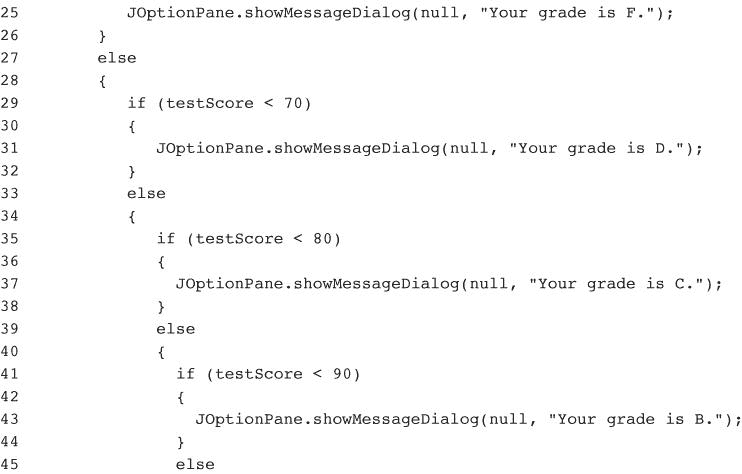 25            JOptionPane.showMessageDialog(null, "Your grade is F.");
26         }
27         else
28         {
29            if (testScore < 70)
30            {
31               JOptionPane.showMessageDialog(null, "Your grade is D.");
32            }
33            else
34            {
35               if (testScore < 80)
36               {
37                 JOptionPane.showMessageDialog(null, "Your grade is C.");
38               }
39               else
40               {
41                 if (testScore < 90)
42                 {
43                   JOptionPane.showMessageDialog(null, "Your grade is B.");
44                 }
45                 else